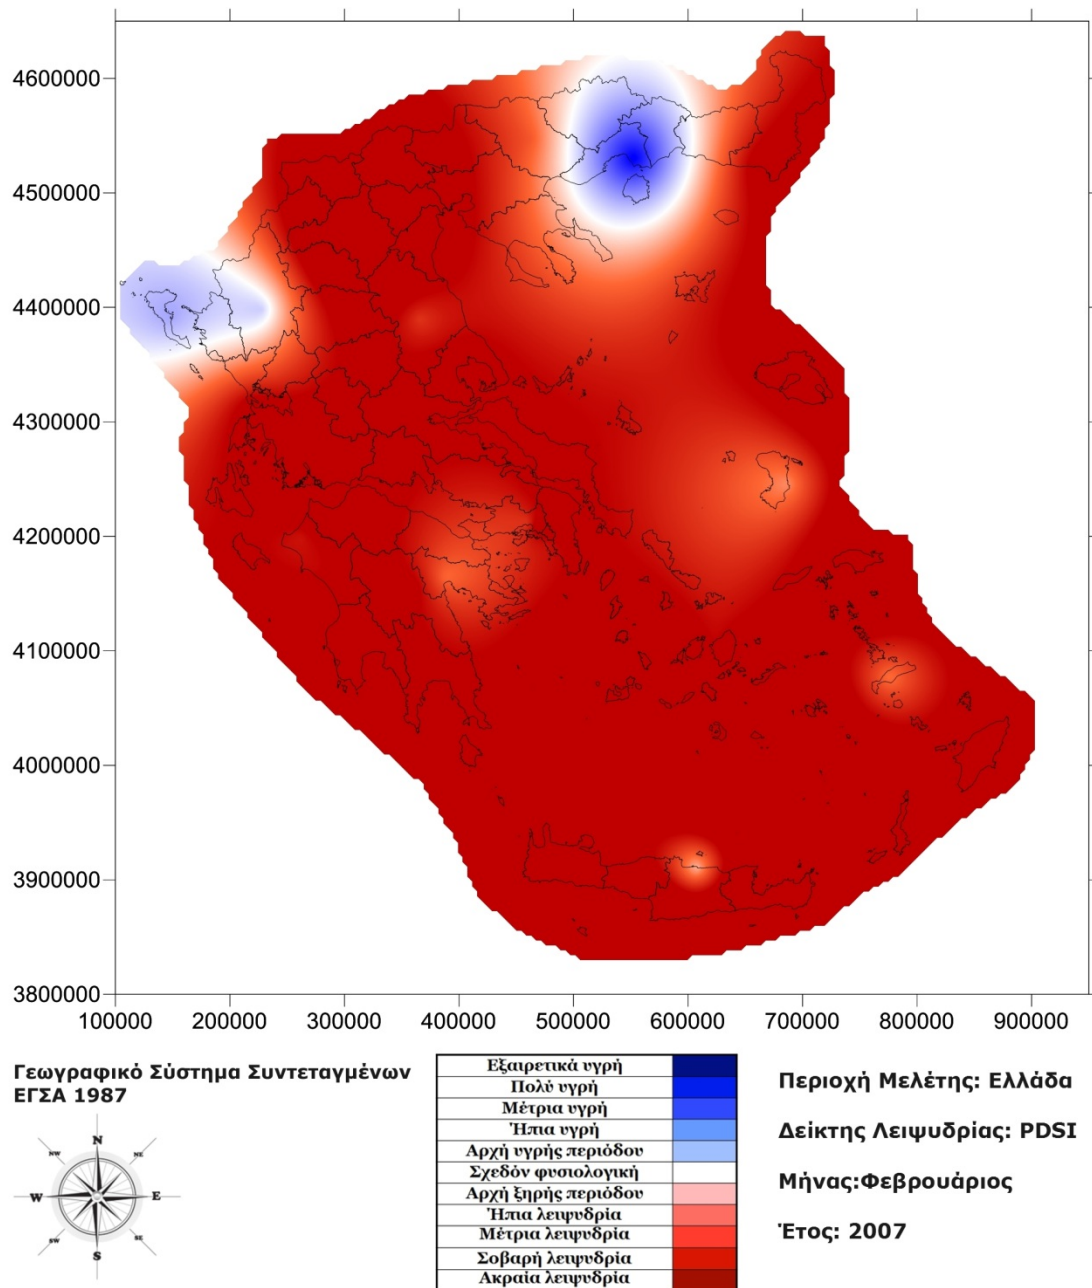 4600000
4500000
4400000
4300000
4200000
4100000
4000000
3900000
3800000
100000 200000 300000 400000 500000 600000 700000 800000 900000
Γεωγραφικό Σύστημα Συντεταγμένων
ΕΓΣΑ 1987
N
NW
NE
W
E
SW
SE
S
Εξαιρετικά υγρή
Πολύ υγρή
Μέτρια υγρή
Ήπια υγρή
Αρχή υγρής περιόδου
Σχεδόν φυσιολογική
Αρχή ξηρής περιόδου
Ήπια λειψυδρία
Μέτρια λειψυδρία
Σοβαρή λειψυδρία
Ακραία λειψυδρία
Περιοχή Μελέτης: Ελλάδα
Δείκτης Λειψυδρίας: PDSI
Μήνας:Φεβρουάριος
Έτος: 2007